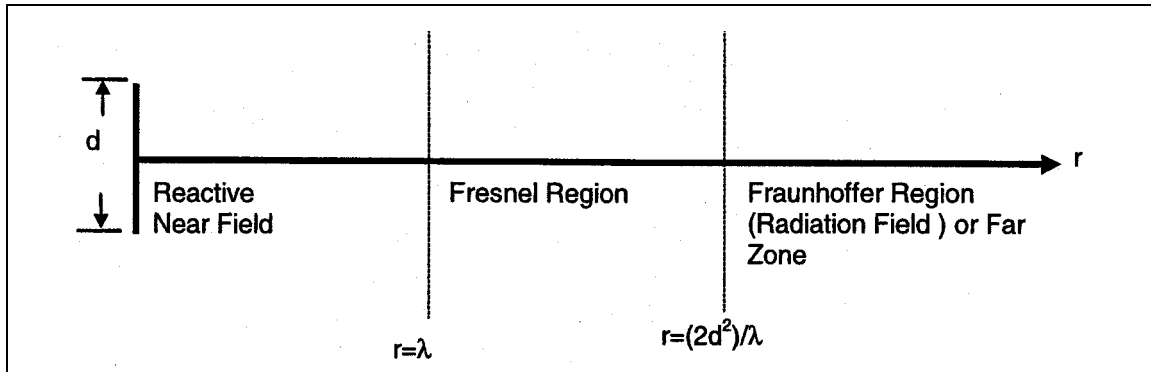 d
r
Reactive
Near Field
Fresnel Region
Fraunhoffer Region
(Radiation Field ) or Far
Zone
r=λ
r=(2d²)/λ